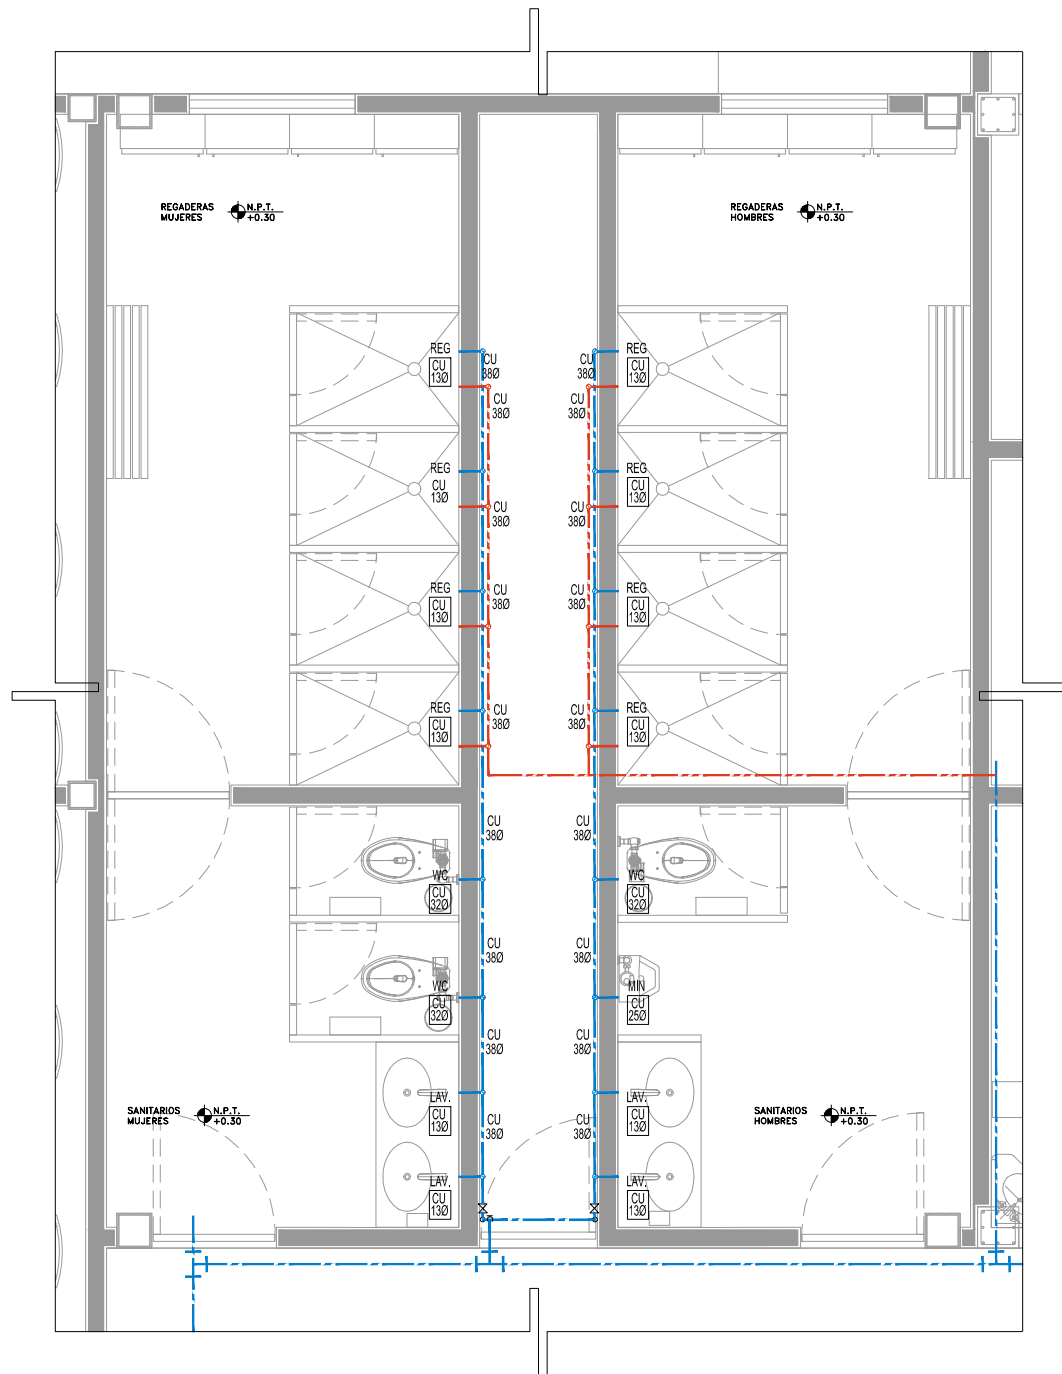 REGADERAS
MUJERES
N.P.T.
+0.30
REGADERAS
HOMBRES
N.P.T.
+0.30
REG
CU
13Ø
CU
38Ø
CU
38Ø
REG
CU
13Ø
CU
38Ø
CU
38Ø
REG
CU
13Ø
CU
38Ø
REG
CU
13Ø
CU
38Ø
REG
CU
13Ø
CU
38Ø
REG
CU
13Ø
CU
38Ø
REG
CU
13Ø
CU
38Ø
REG
CU
13Ø
CU
38Ø
CU
38Ø
CU
38Ø
WC
CU
32Ø
WC
CU
32Ø
CU
38Ø
CU
38Ø
WC
CU
32Ø
MIN
CU
25Ø
CU
38Ø
CU
38Ø
LAV.
CU
13Ø
LAV.
CU
13Ø
CU
38Ø
CU
38Ø
LAV.
CU
13Ø
LAV.
CU
13Ø
SANITARIOS
MUJERES
N.P.T.
+0.30
SANITARIOS
HOMBRES
N.P.T.
+0.30